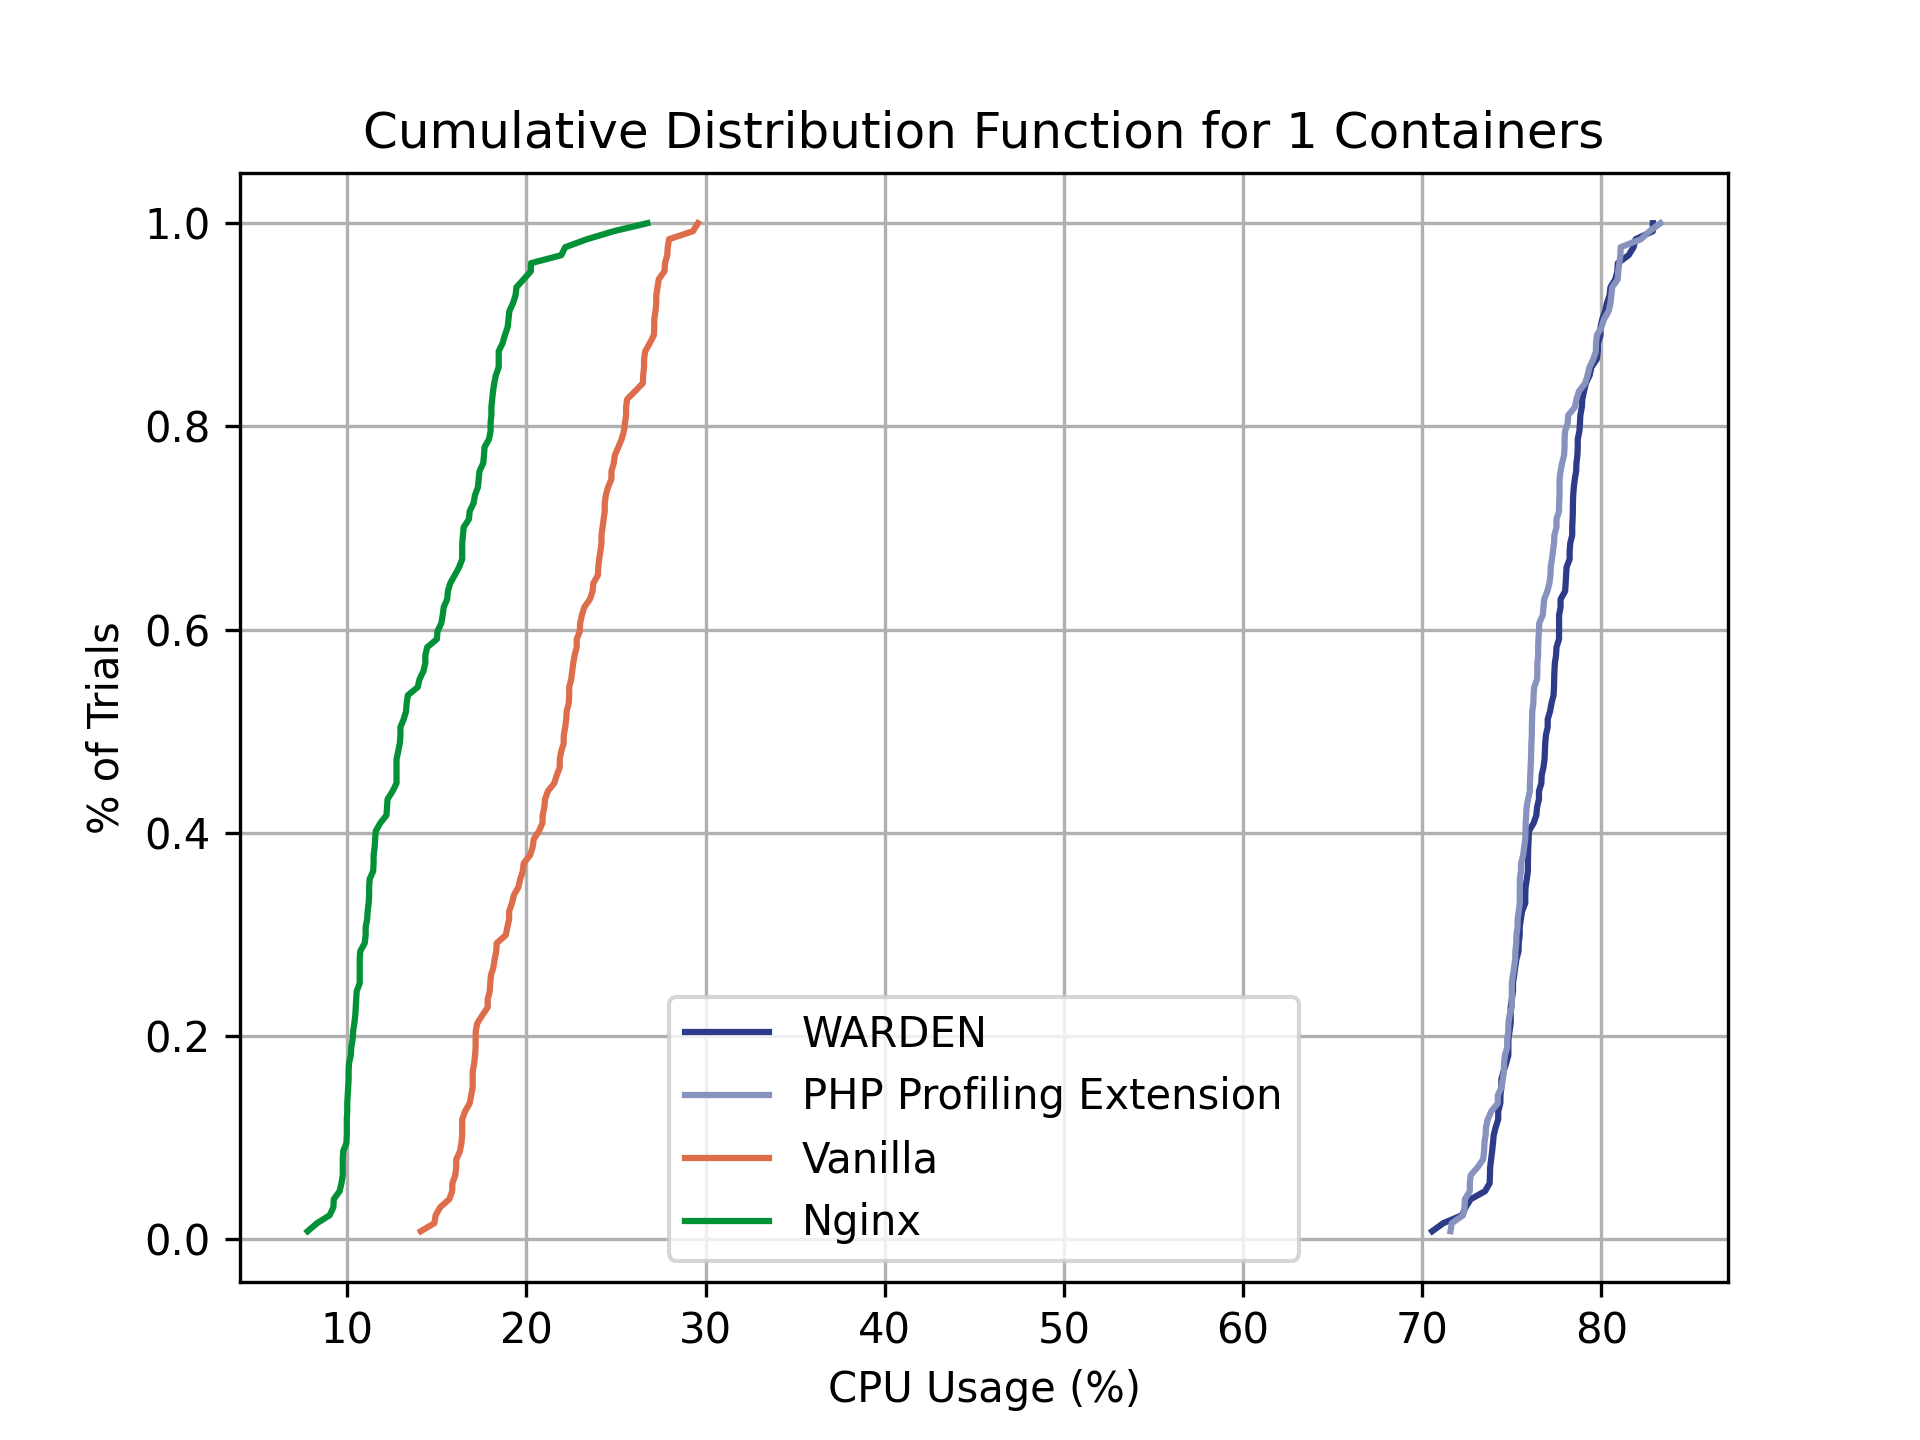 Cumulative Distribution Function for 1 Containers
1.0
0.8
0.6
0.4
0.2
0.0
% of Trials
WARDEN
PHP Profiling Extension
Vanilla
Nginx
10 20 30 40 50 60 70 80
CPU Usage (%)